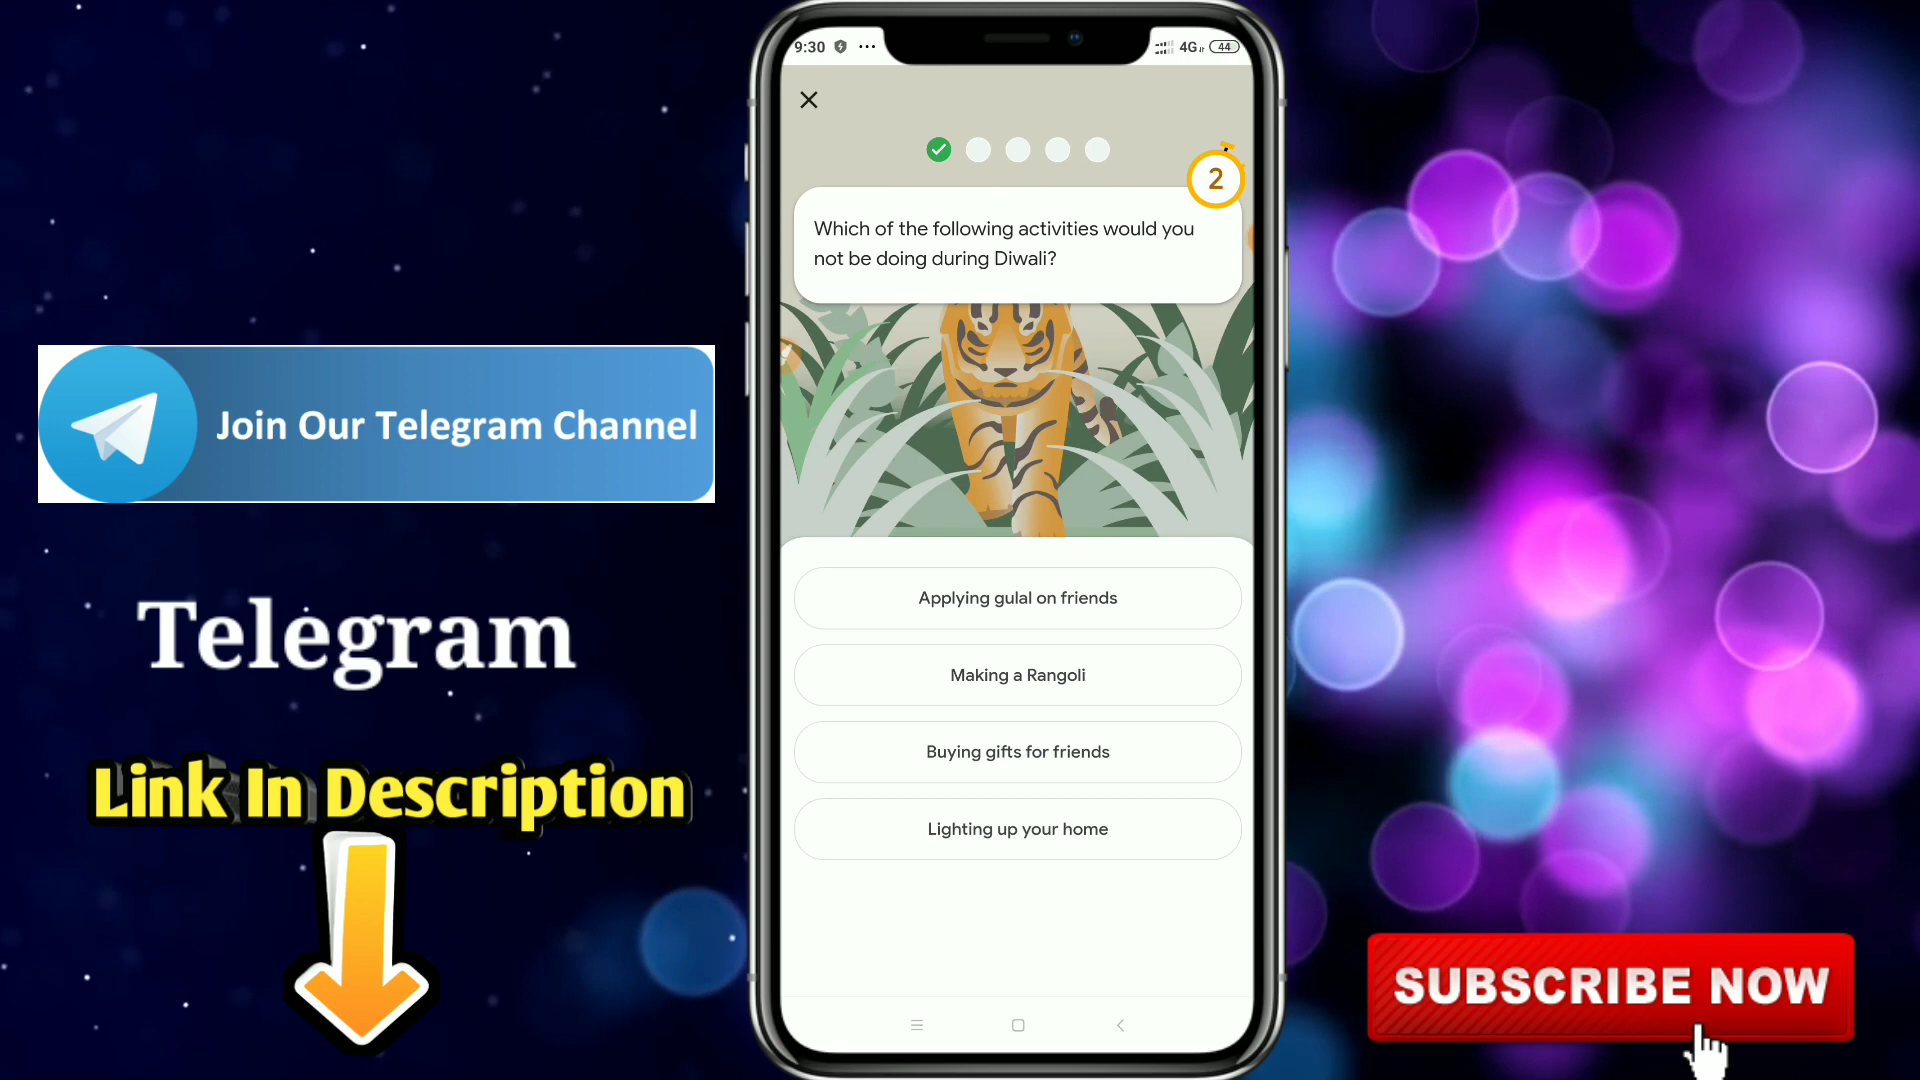 9:30
4G
44
2
Which of the following activities would you
not be doing during Diwali?
Applying gulal on friends
Making a Rangoli
Buying gifts for friends
Lighting up your home
Join Our Telegram Channel
Telegram
Link In Description
SUBSCRIBE NOW